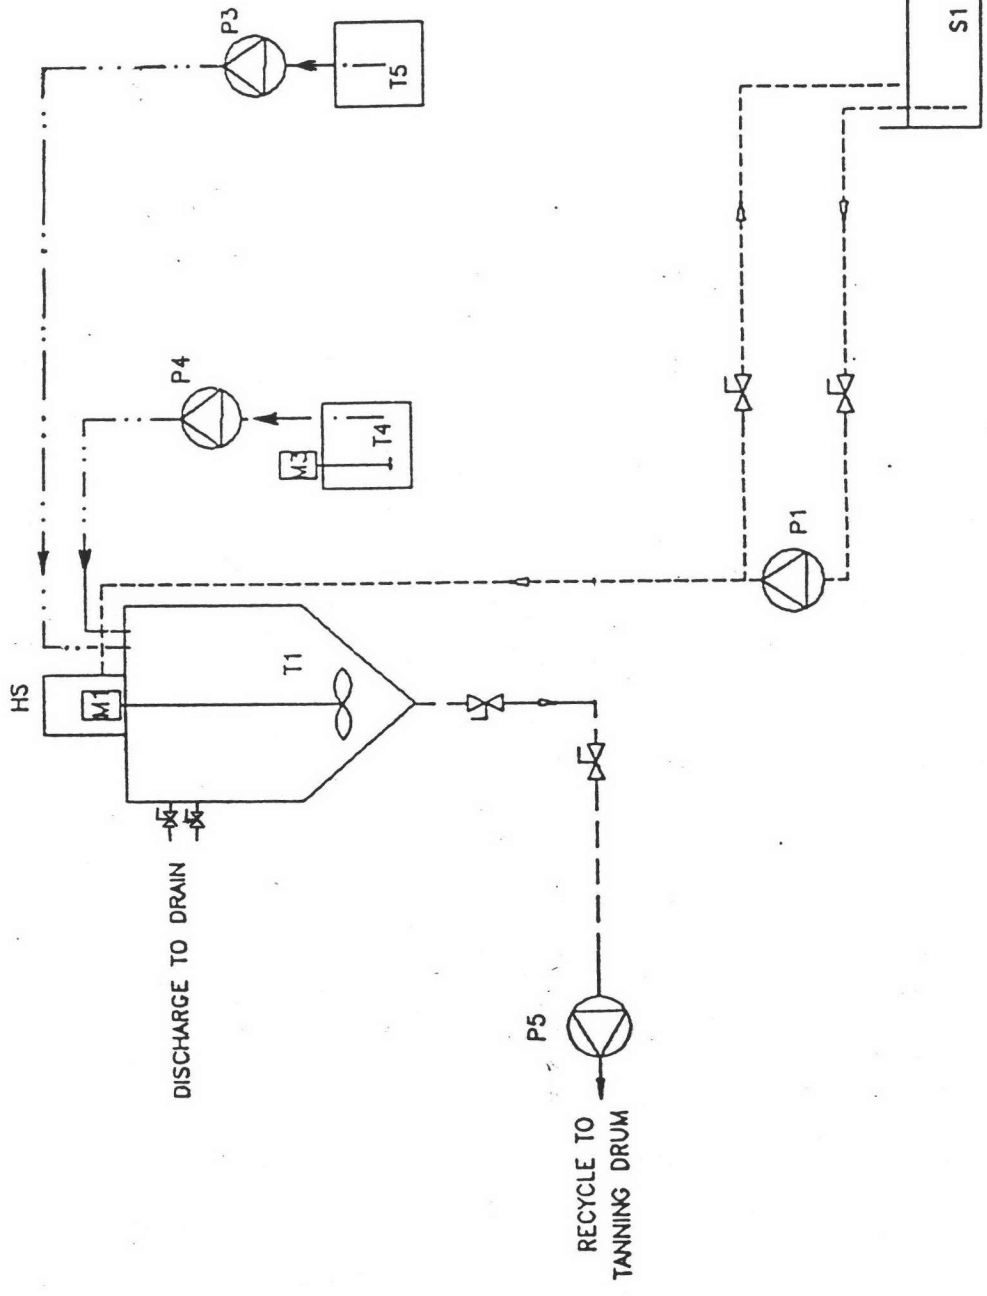 P3
T5
S1
P4
M3
T4
P1
HS
M1
T1
DISCHARGE TO DRAIN
P5
RECYCLE TO
TANNING DRUM